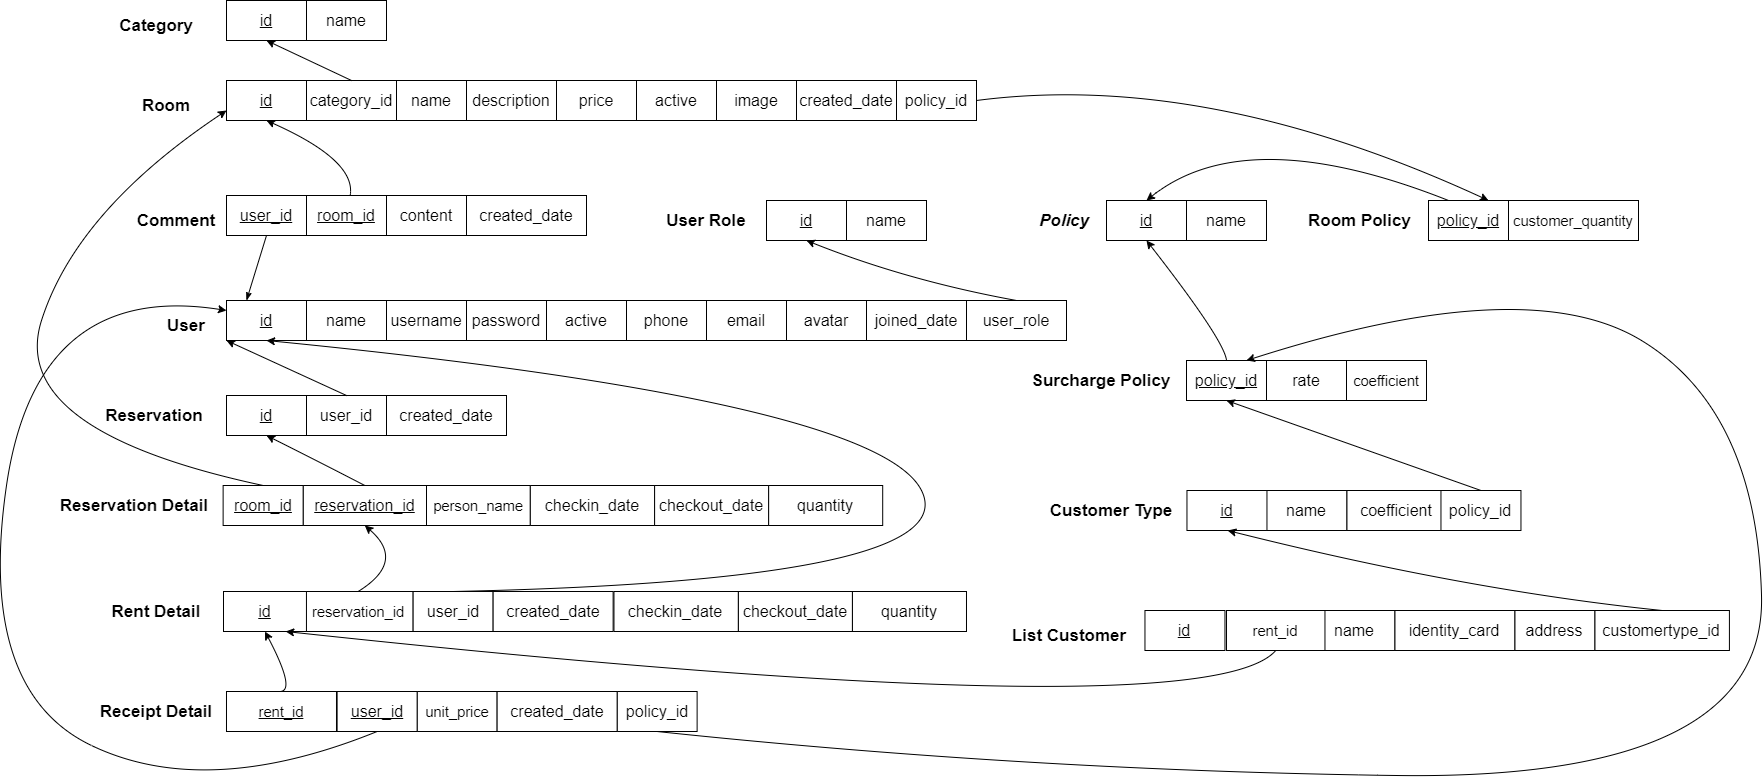 Category id name
Room id category_id name description price active image created_date policy_id
Comment user_id room_id content created_date User Role id name Policy id name Room Policy policy_id customer_quantity
User id name username password active phone email avatar joined_date user_role
Surcharge Policy policy_id rate coefficient
Reservation id user_id created_date
Reservation Detail room_id reservation_id person_name checkin_date checkout_date quantity
Customer Type id name coefficient policy_id
Rent Detail id reservation_id user_id created_date checkin_date checkout_date quantity
List Customer id rent_id name identity_card address customertype_id
Receipt Detail rent_id user_id unit_price created_date policy_id